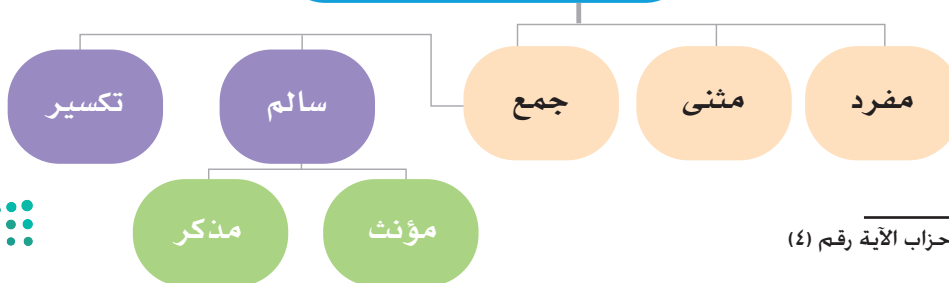 مفرد
مثنى
جمع
سالم
تكسير
مؤنث
مذكر
حزاب الآية رقم (٤)